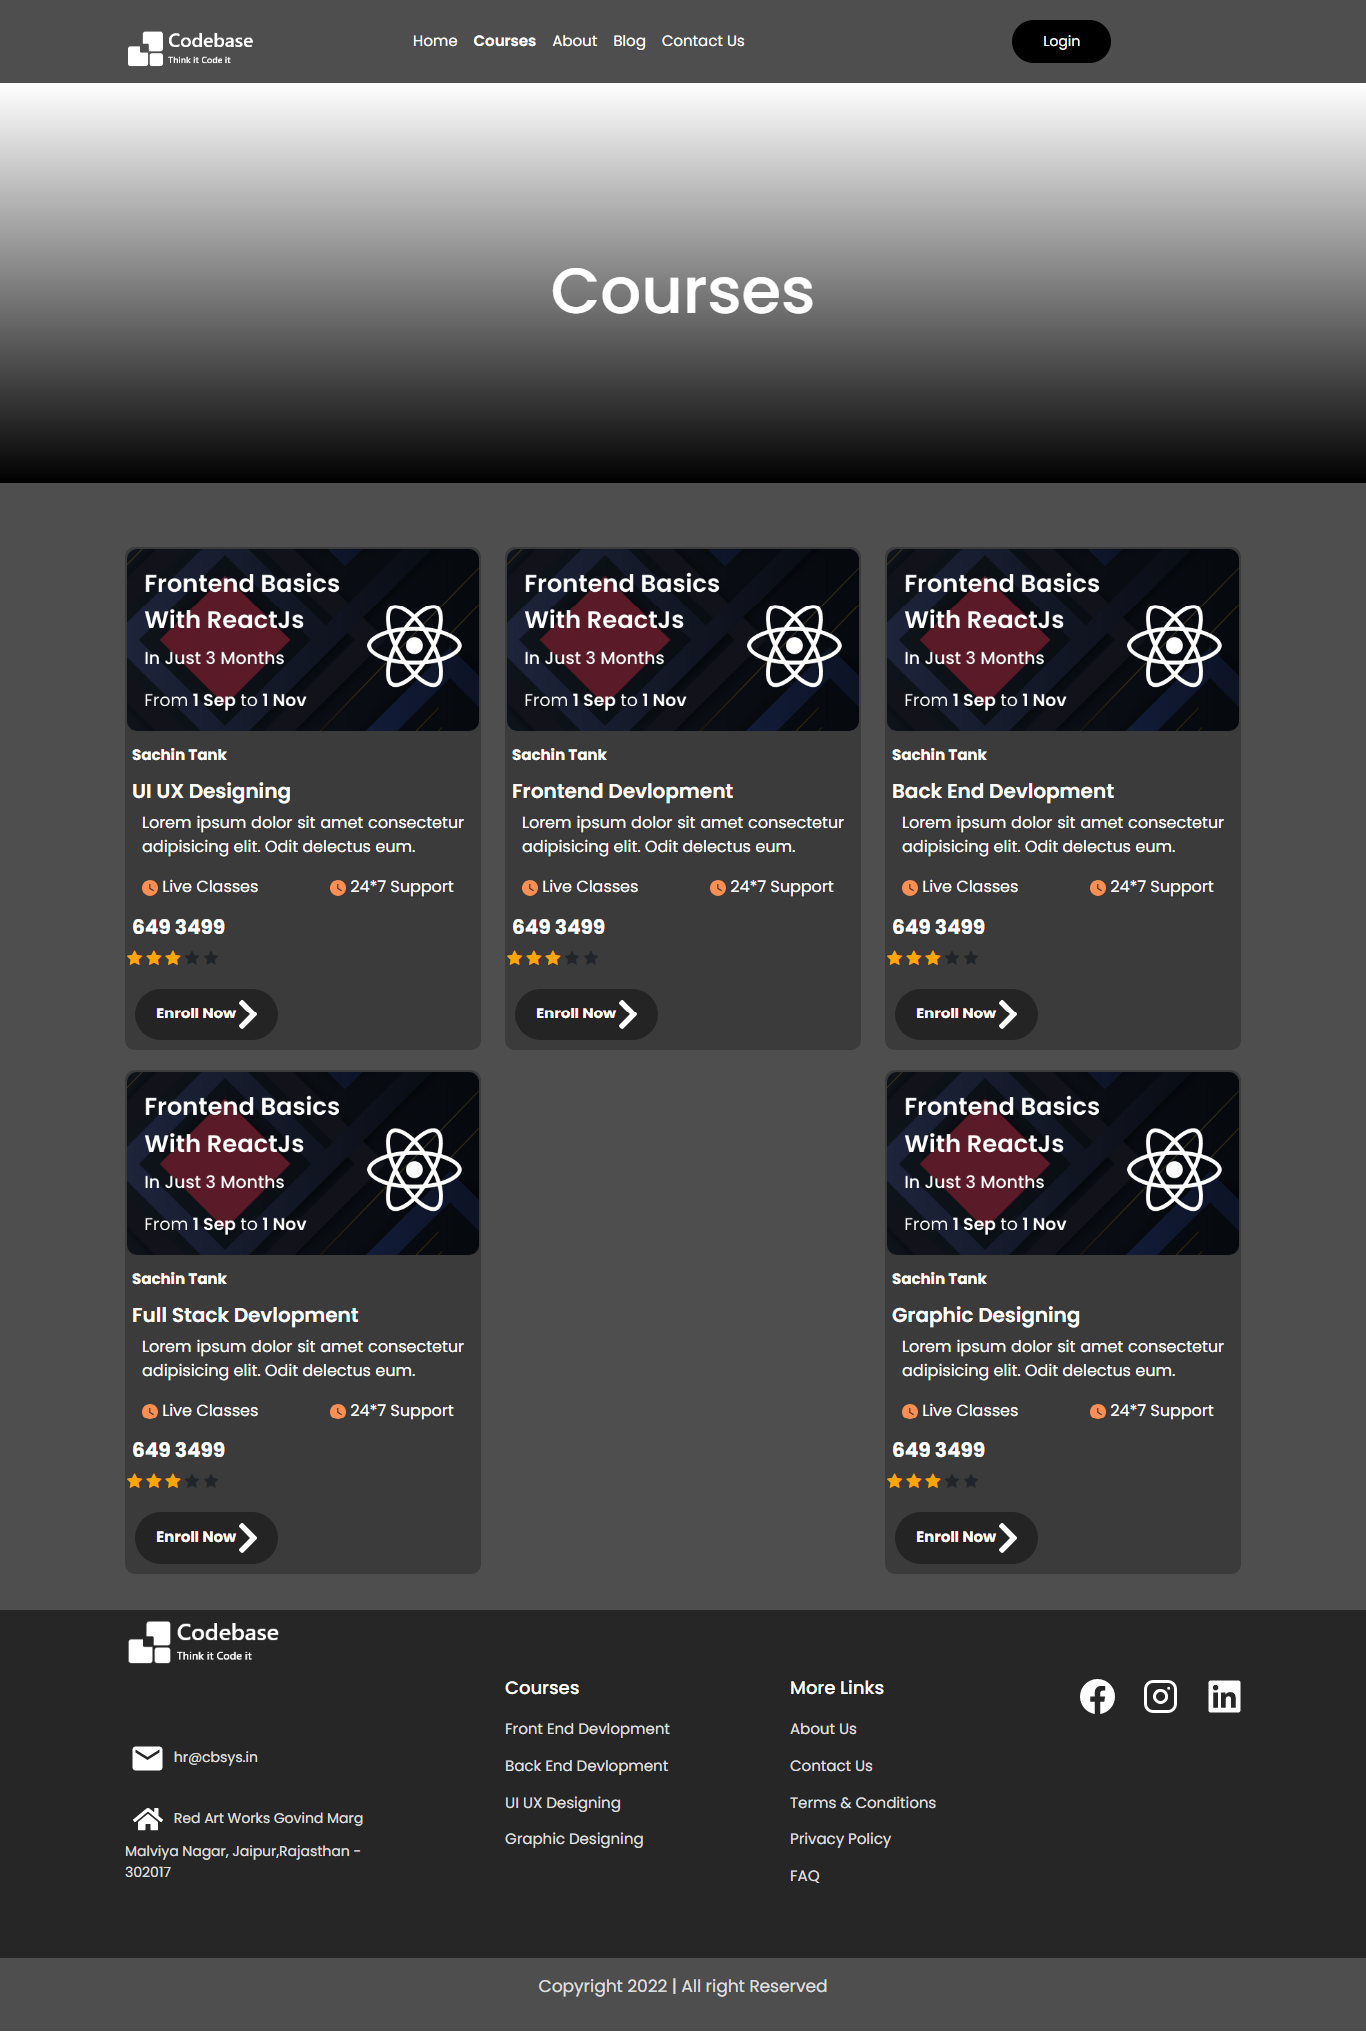 Codebase
Think it Code it
Home Courses About Blog Contact Us
Login
Courses
Frontend Basics
With ReactJs
In Just 3 Months
From 1 Sep to 1 Nov
Sachin Tank
UI UX Designing
Lorem ipsum dolor sit amet consectetur
adipisicing elit. Odit delectus eum.
Live Classes 24*7 Support
649 3499
Enroll Now
Frontend Basics
With ReactJs
In Just 3 Months
From 1 Sep to 1 Nov
Sachin Tank
Frontend Devlopment
Lorem ipsum dolor sit amet consectetur
adipisicing elit. Odit delectus eum.
Live Classes 24*7 Support
649 3499
Enroll Now
Frontend Basics
With ReactJs
In Just 3 Months
From 1 Sep to 1 Nov
Sachin Tank
Back End Devlopment
Lorem ipsum dolor sit amet consectetur
adipisicing elit. Odit delectus eum.
Live Classes 24*7 Support
649 3499
Enroll Now
Frontend Basics
With ReactJs
In Just 3 Months
From 1 Sep to 1 Nov
Sachin Tank
Full Stack Devlopment
Lorem ipsum dolor sit amet consectetur
adipisicing elit. Odit delectus eum.
Live Classes 24*7 Support
649 3499
Enroll Now
Frontend Basics
With ReactJs
In Just 3 Months
From 1 Sep to 1 Nov
Sachin Tank
Graphic Designing
Lorem ipsum dolor sit amet consectetur
adipisicing elit. Odit delectus eum.
Live Classes 24*7 Support
649 3499
Enroll Now
Codebase
Think it Code it
hr@cbsys.in
Red Art Works Govind Marg
Malviya Nagar, Jaipur,Rajasthan -
302017
Courses
Front End Devlopment
Back End Devlopment
UI UX Designing
Graphic Designing
More Links
About Us
Contact Us
Terms & Conditions
Privacy Policy
FAQ
Copyright 2022 | All right Reserved